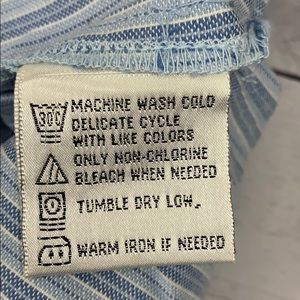 30°C MACHINE WASH COLD
DELICATE CYCLE
WITH LIKE COLORS
ONLY NON-CHLORINE
BLEACH WHEN NEEDED
TUMBLE DRY LOW.
WARM IRON IF NEEDED